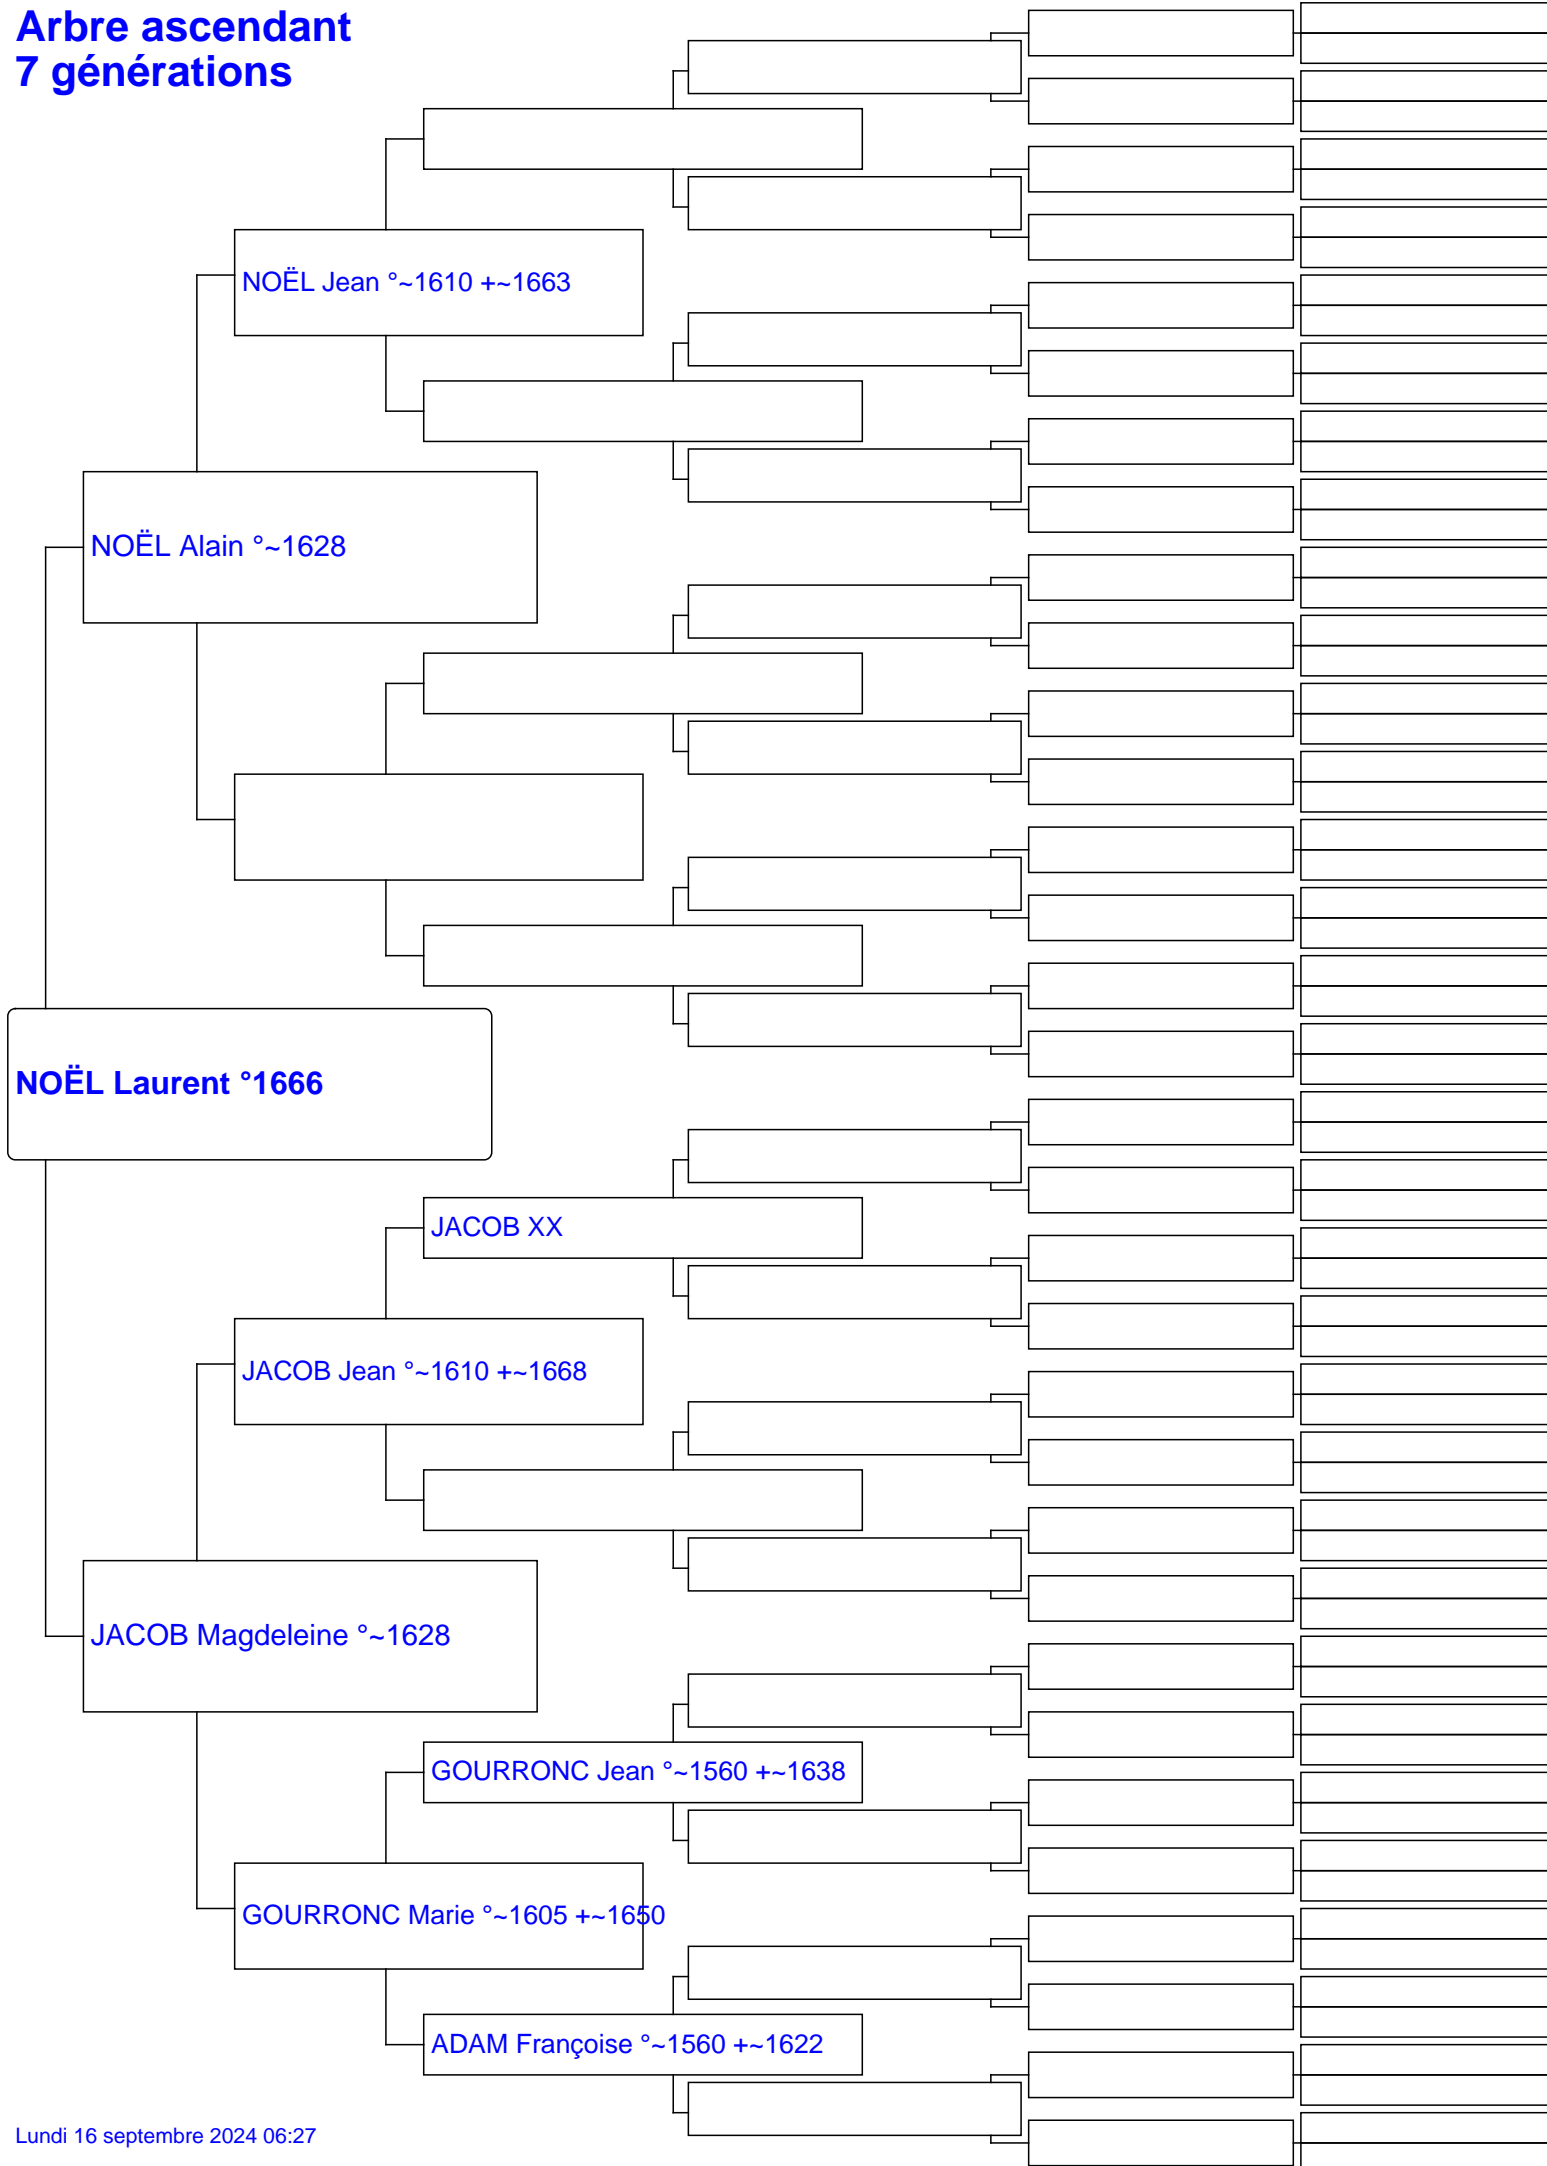 Arbre ascendant
7 générations
NOËL Jean °~1610 +~1663
NOËL Alain °~1628
NOËL Laurent °1666
JACOB XX
JACOB Jean °~1610 +~1668
JACOB Magdeleine °~1628
GOURRONC Jean °~1560 +~1638
GOURRONC Marie °~1605 +~1650
ADAM Françoise °~1560 +~1622
Lundi 16 septembre 2024 06:27